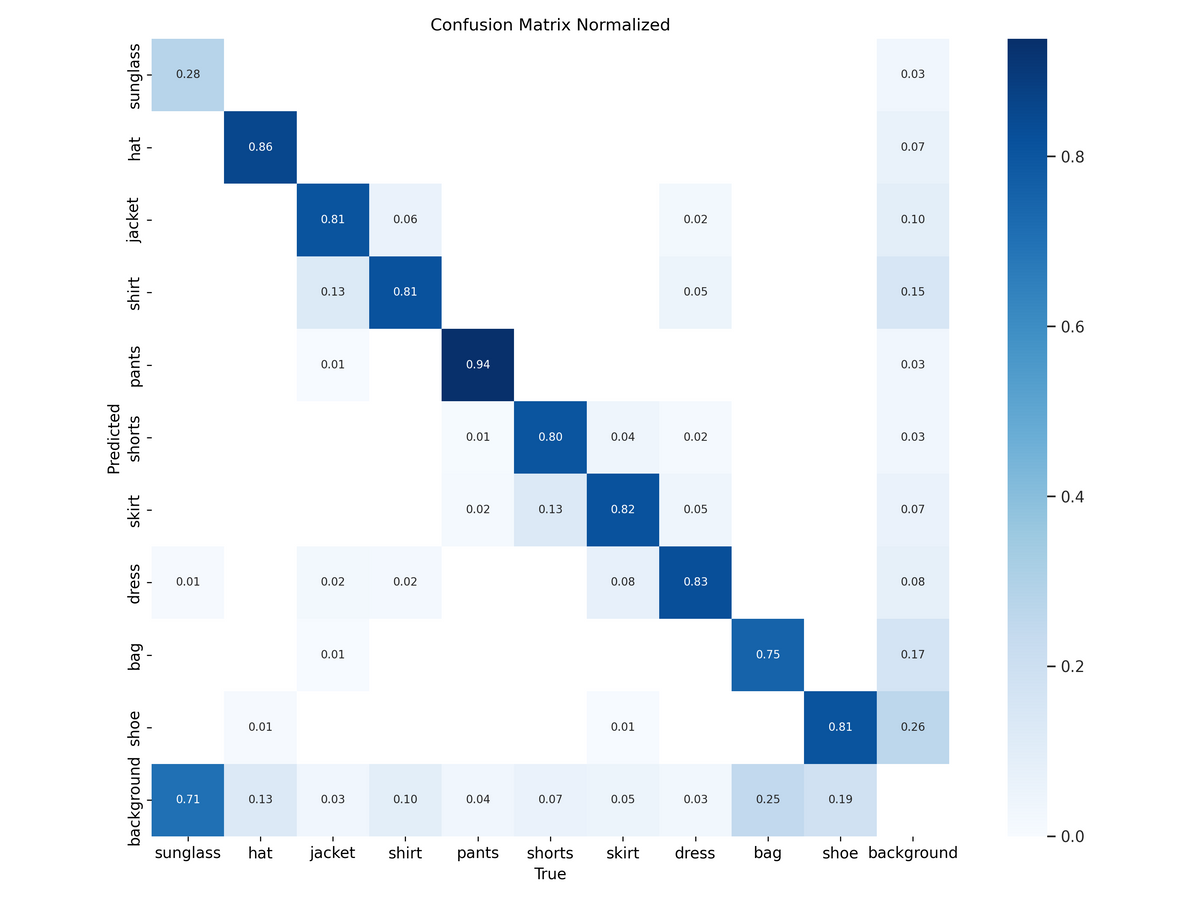 Confusion Matrix Normalized
sunglass 0.28 0.03
hat 0.86 0.07
jacket 0.81 0.06 0.02 0.10
shirt 0.13 0.81 0.05 0.15
pants 0.01 0.94 0.03
shorts 0.01 0.80 0.04 0.02 0.03
skirt 0.02 0.13 0.82 0.05 0.07
dress 0.01 0.02 0.02 0.08 0.83 0.08
bag 0.01 0.75 0.17
shoe 0.01 0.01 0.81 0.26
background 0.71 0.13 0.03 0.10 0.04 0.07 0.05 0.03 0.25 0.19
sunglass hat jacket shirt pants shorts skirt dress bag shoe background
True
Predicted
0.8
0.6
0.4
0.2
0.0